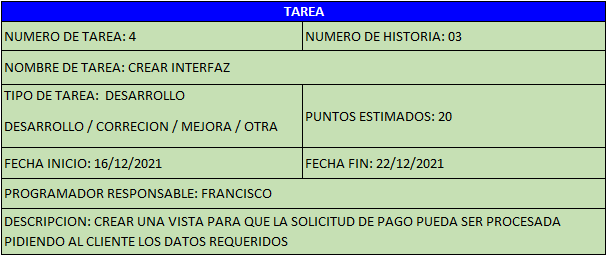 TAREA
NUMERO DE TAREA: 4
NUMERO DE HISTORIA: 03
NOMBRE DE TAREA: CREAR INTERFAZ
TIPO DE TAREA: DESARROLLO
DESARROLLO / CORRECION / MEJORA / OTRA
PUNTOS ESTIMADOS: 20
FECHA INICIO: 16/12/2021
FECHA FIN: 22/12/2021
PROGRAMADOR RESPONSABLE: FRANCISCO
DESCRIPCION: CREAR UNA VISTA PARA QUE LA SOLICITUD DE PAGO PUEDA SER PROCESADA
PIDIENDO AL CLIENTE LOS DATOS REQUERIDOS